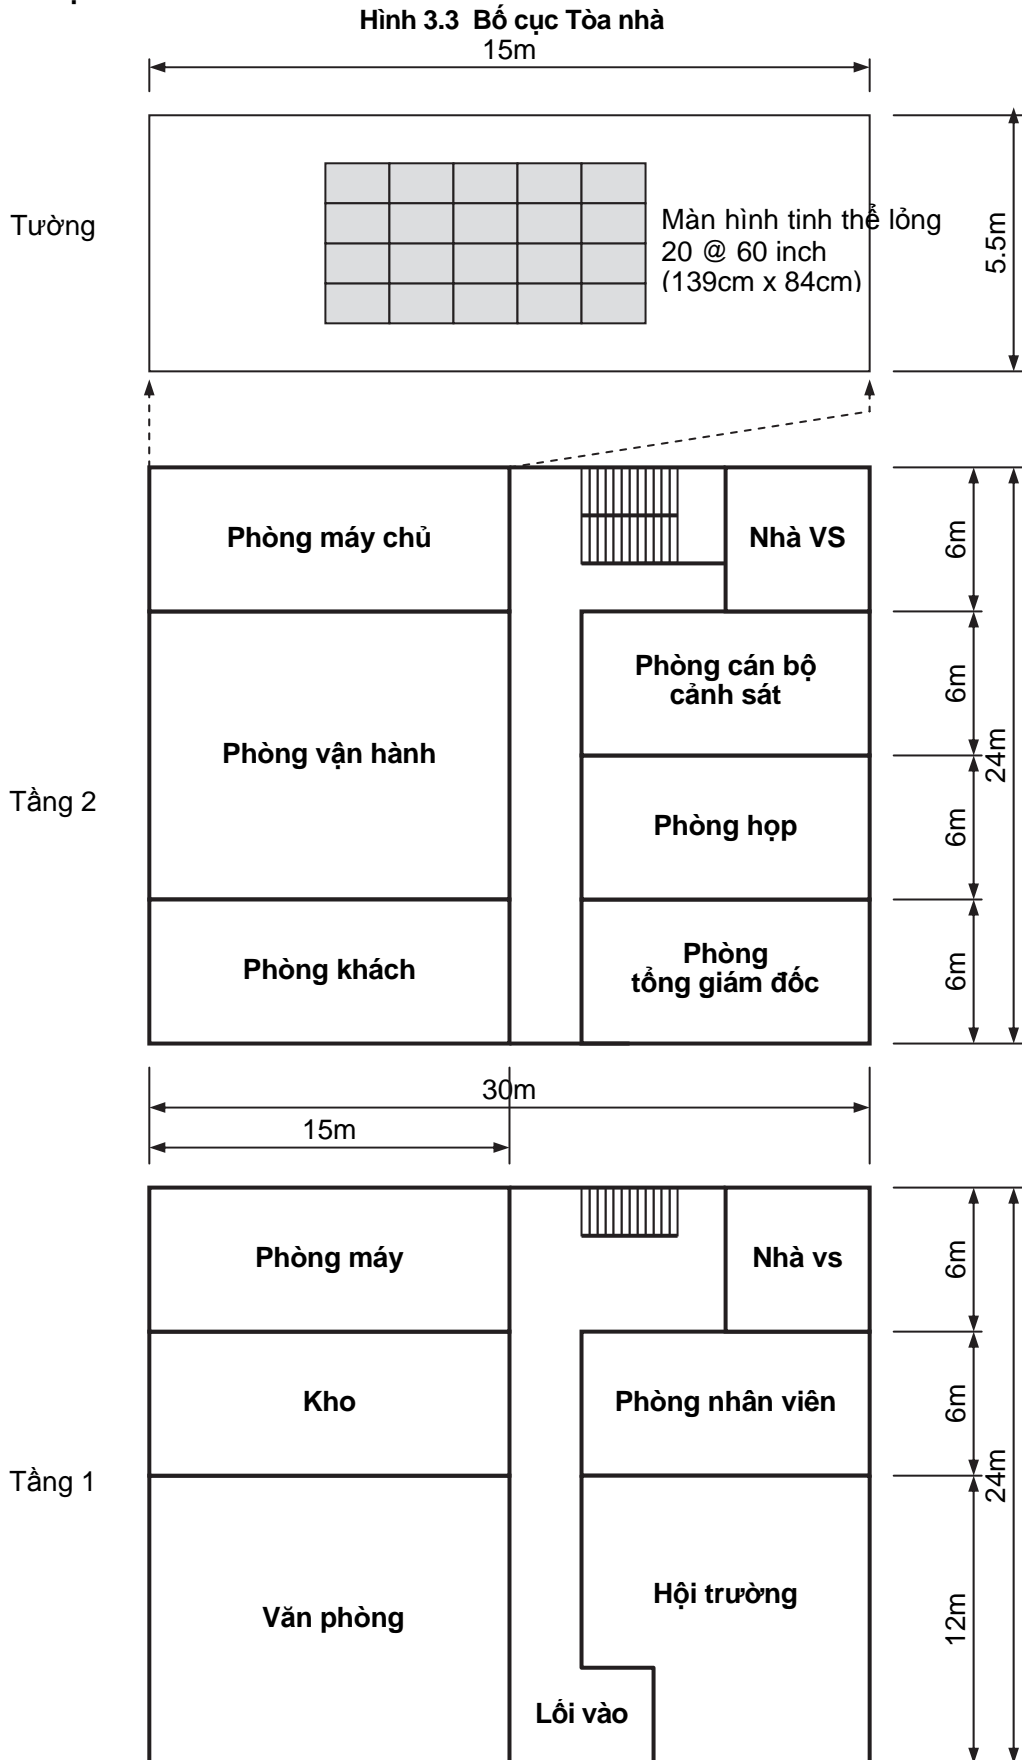 Hình 3.3 Bố cục Tòa nhà
15m
Tường
Màn hình tinh thể lỏng
20 @ 60 inch
(139cm x 84cm)
5.5m
Phòng máy chủ
Nhà VS
6m
Phòng cán bộ
cảnh sát
6m
Phòng vận hành
24m
Tầng 2
Phòng họp
6m
Phòng khách
Phòng
tổng giám đốc
6m
30m
15m
Phòng máy
Nhà vs
6m
Kho
Phòng nhân viên
6m
Tầng 1
24m
Văn phòng
Hội trường
12m
Lối vào